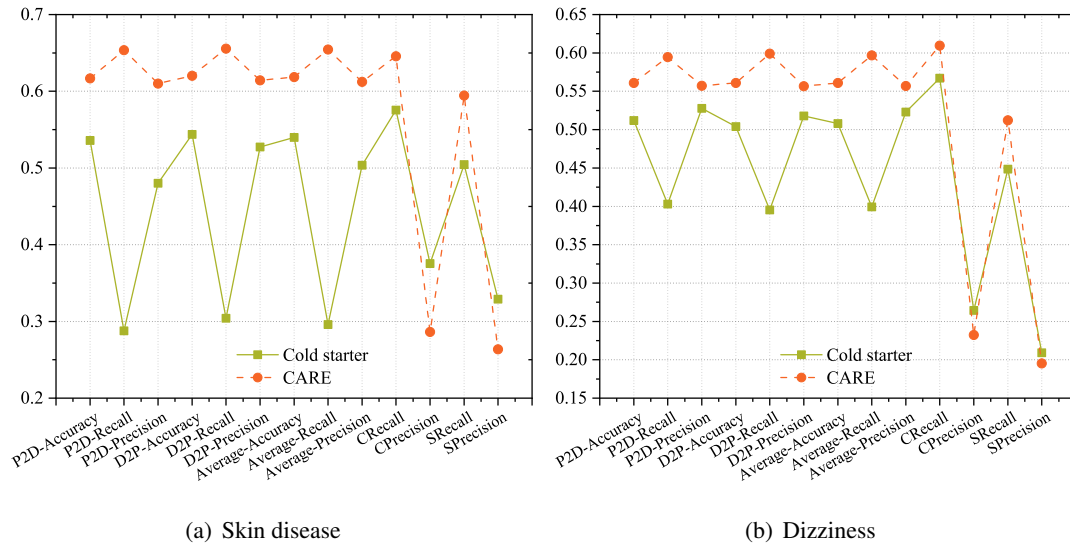 0.7
0.6
0.5
0.4
0.3
0.2
Cold starter
CARE
P2D-Accuracy
P2D-Recall
P2D-Precision
D2P-Accuracy
D2P-Recall
D2P-Precision
Average-Accuracy
Average-Recall
Average-Precision
CRecall
CPrecision
SRecall
SPrecision
(a) Skin disease
0.65
0.60
0.55
0.50
0.45
0.40
0.35
0.30
0.25
0.20
0.15
Cold starter
CARE
P2D-Accuracy
P2D-Recall
P2D-Precision
D2P-Accuracy
D2P-Recall
D2P-Precision
Average-Accuracy
Average-Recall
Average-Precision
CRecall
CPrecision
SRecall
SPrecision
(b) Dizziness